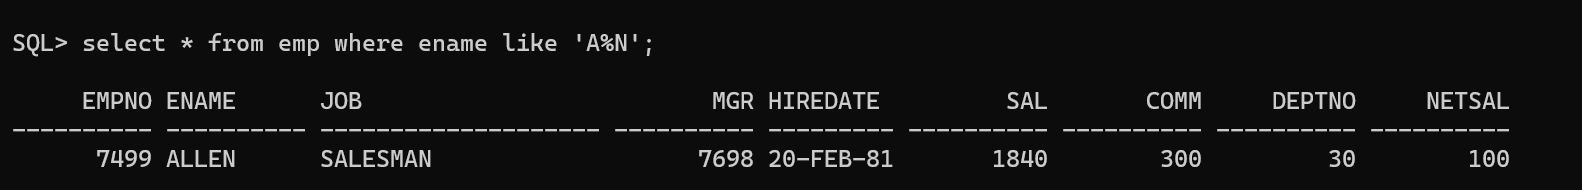 SQL> select * from emp where ename like 'A%N';
     EMPNO ENAME      JOB                         MGR HIREDATE         SAL       COMM     DEPTNO     NETSAL
---------- ---------- -------------------- ---------- --------- ---------- ---------- ---------- ----------
      7499 ALLEN      SALESMAN                   7698 20-FEB-81       1840        300         30        100